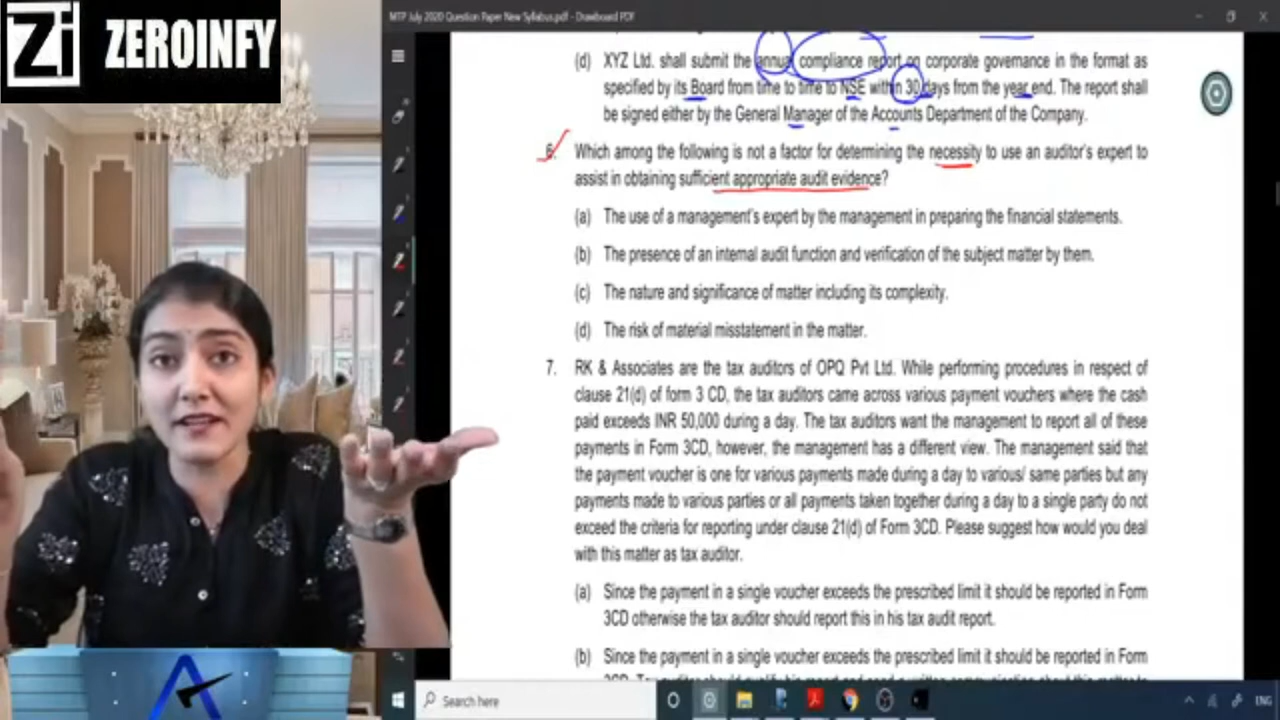 Zi ZEROINFY
MTP July 2020 Question Paper New Syllabus.pdf - Drawboard PDF
(d) XYZ Ltd. shall submit the annual compliance report on corporate governance in the format as
specified by its Board from time to time to NSE within 30 days from the year end. The report shall
be signed either by the General Manager of the Accounts Department of the Company.
6. Which among the following is not a factor for determining the necessity to use an auditor's expert to
assist in obtaining sufficient appropriate audit evidence?
(a) The use of a management's expert by the management in preparing the financial statements.
(b) The presence of an internal audit function and verification of the subject matter by them.
(c) The nature and significance of matter including its complexity.
(d) The risk of material misstatement in the matter.
7. RK & Associates are the tax auditors of OPQ Pvt Ltd. While performing procedures in respect of
clause 21(d) of form 3 CD, the tax auditors came across various payment vouchers where the cash
paid exceeds INR 50,000 during a day. The tax auditors want the management to report all of these
payments in Form 3CD, however, the management has a different view. The management said that
the payment voucher is one for various payments made during a day to various/ same parties but any
payments made to various parties or all payments taken together during a day to a single party do not
exceed the criteria for reporting under clause 21(d) of Form 3CD. Please suggest how would you deal
with this matter as tax auditor.
(a) Since the payment in a single voucher exceeds the prescribed limit it should be reported in Form
3CD otherwise the tax auditor should report this in his tax audit report.
(b) Since the payment in a single voucher exceeds the prescribed limit it should be reported in Form
Search here
ENG